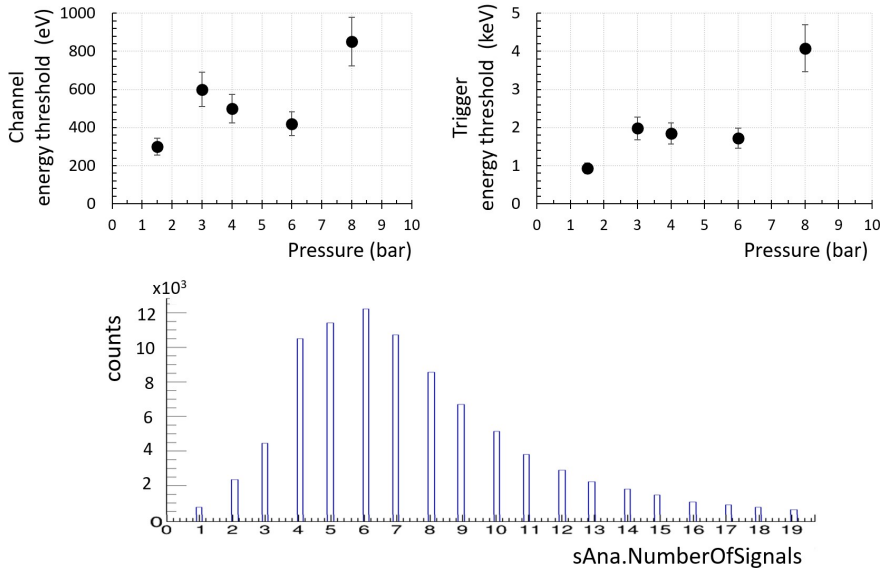 Channel
energy threshold (eV)
1000
800
600
400
200
0
0 1 2 3 4 5 6 7 8 9 10
Pressure (bar)
Trigger
energy threshold (keV)
5
4
3
2
1
0
0 1 2 3 4 5 6 7 8 9 10
Pressure (bar)
x10³
counts
12
10
8
6
4
2
0
0 1 2 3 4 5 6 7 8 9 10 11 12 13 14 15 16 17 18 19
sAna.NumberOfSignals